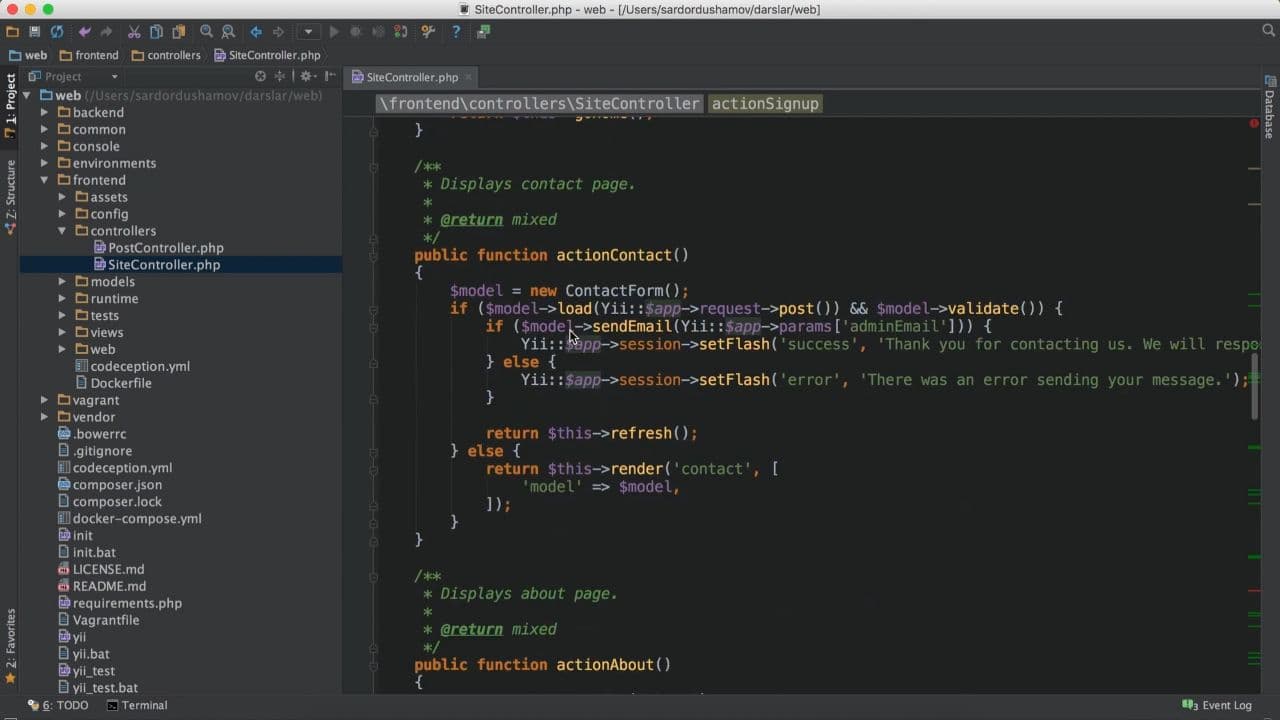 SiteController.php - web - [/Users/sardordushamov/darslar/web]
web frontend controllers SiteController.php
Project
SiteController.php
1: Project
Z: Structure
2: Favorites
Database
web (/Users/sardordushamov/darslar/web)
backend
common
console
environments
frontend
assets
config
controllers
PostController.php
SiteController.php
models
runtime
tests
views
web
codeception.yml
Dockerfile
vagrant
vendor
.bowerrc
.gitignore
codeception.yml
composer.json
composer.lock
docker-compose.yml
init
init.bat
LICENSE.md
README.md
requirements.php
Vagrantfile
yii
yii.bat
yii_test
yii_test.bat
\frontend\controllers\SiteController actionSignup
}
/**
* Displays contact page.
*
* @return mixed
*/
public function actionContact()
{
$model = new ContactForm();
if ($model->load(Yii::$app->request->post()) && $model->validate()) {
if ($model->sendEmail(Yii::$app->params['adminEmail'])) {
Yii::$app->session->setFlash('success', 'Thank you for contacting us. We will respo
} else {
Yii::$app->session->setFlash('error', 'There was an error sending your message.');
}
return $this->refresh();
} else {
return $this->render('contact', [
'model' => $model,
]);
}
}
/**
* Displays about page.
*
* @return mixed
*/
public function actionAbout()
{
6: TODO Terminal
3 Event Log